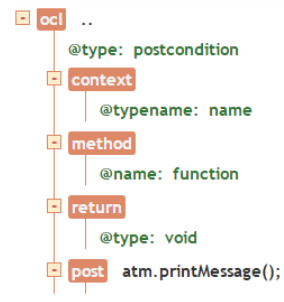 ocl ..
@type: postcondition
context
@typename: name
method
@name: function
return
@type: void
post atm.printMessage();